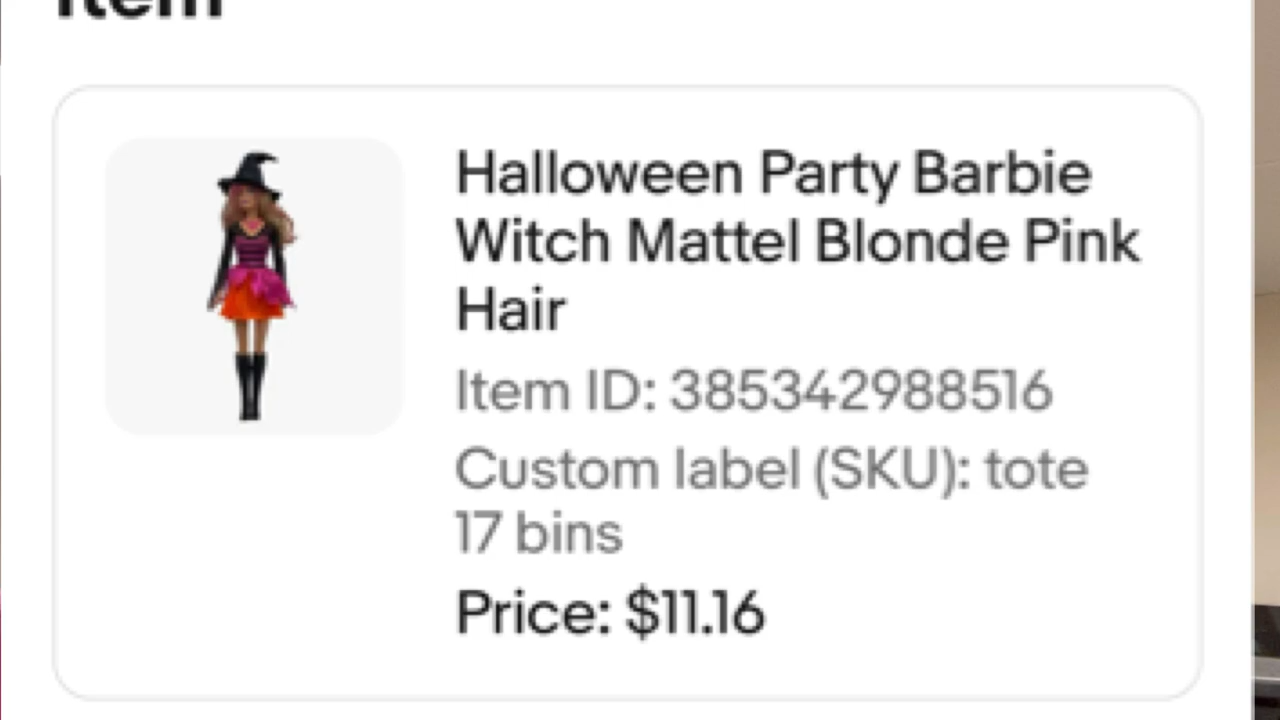 Item
Halloween Party Barbie
Witch Mattel Blonde Pink
Hair
Item ID: 385342988516
Custom label (SKU): tote
17 bins
Price: $11.16